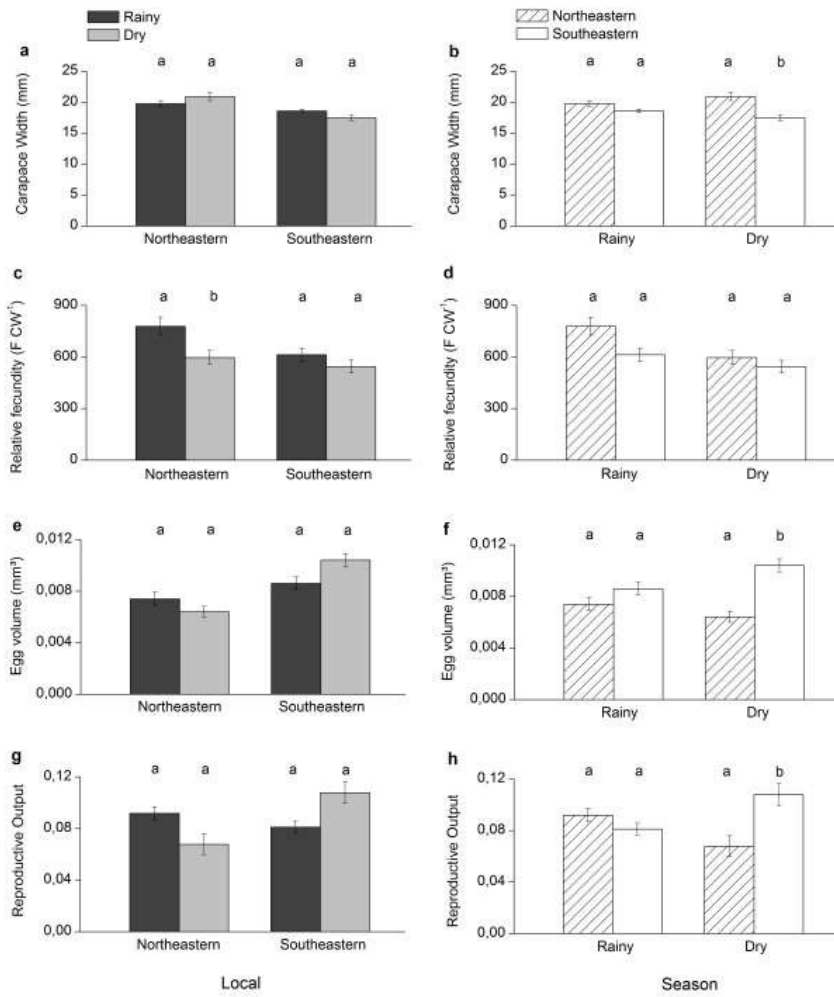 Rainy
Dry
a
a a a a
Carapace Width (mm)
25
20
15
10
5
0
Northeastern Southeastern
Northeastern
Southeastern
b
a a a b
Carapace Width (mm)
25
20
15
10
5
0
Rainy Dry
c
a b a a
Relative fecundity (F CW⁻¹)
900
600
300
0
Northeastern Southeastern
d
a a a a
Relative fecundity (F CW⁻¹)
900
600
300
0
Rainy Dry
e
a a a a
Egg volume (mm³)
0,012
0,008
0,004
0,000
Northeastern Southeastern
f
a a a b
Egg volume (mm³)
0,012
0,008
0,004
0,000
Rainy Dry
g
a a a a
Reproductive Output
0,12
0,08
0,04
0,00
Northeastern Southeastern
Local
h
a a a b
Reproductive Output
0,12
0,08
0,04
0,00
Rainy Dry
Season